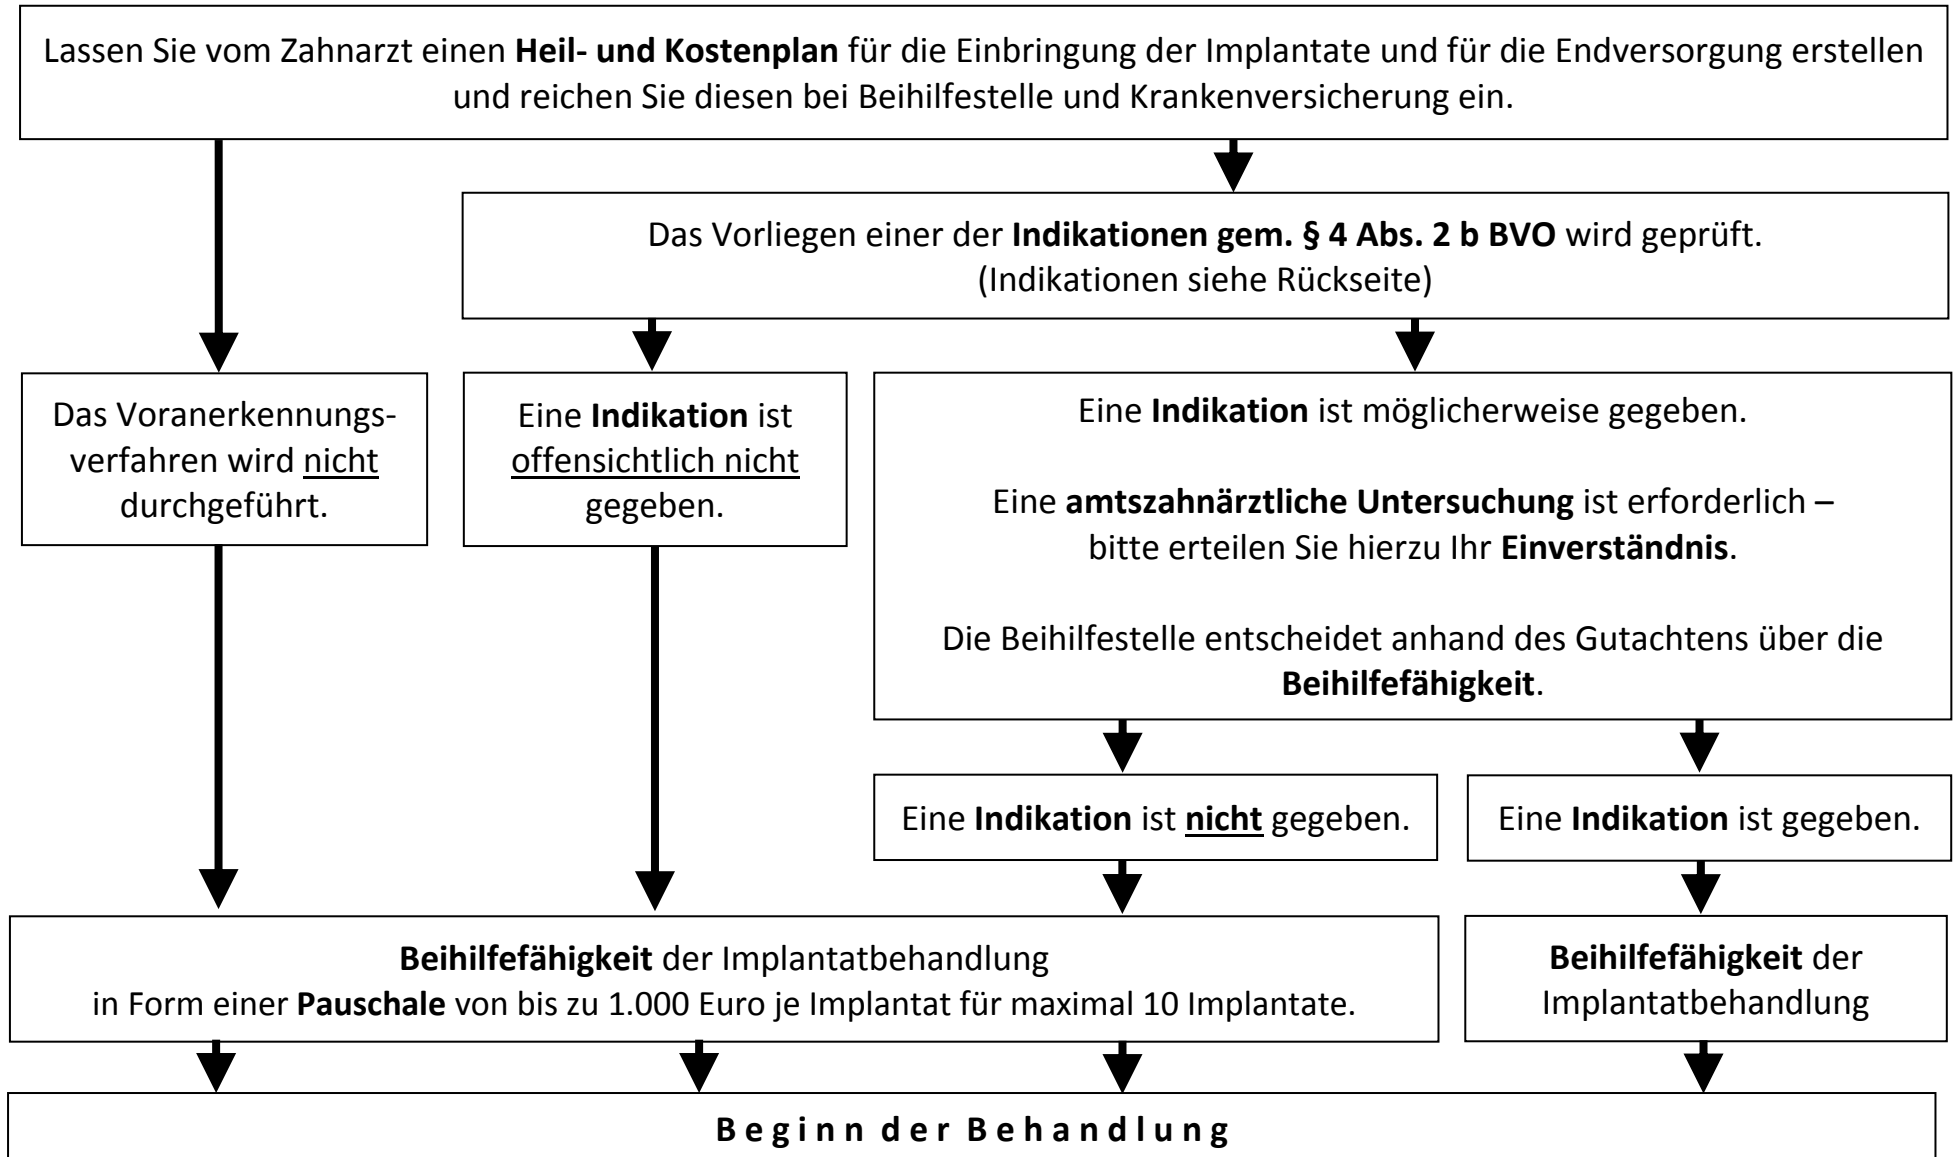 Lassen Sie vom Zahnarzt einen Heil- und Kostenplan für die Einbringung der Implantate und für die Endversorgung erstellen
und reichen Sie diesen bei Beihilfestelle und Krankenversicherung ein.
Das Vorliegen einer der Indikationen gem. § 4 Abs. 2 b BVO wird geprüft.
(Indikationen siehe Rückseite)
Das Voranerkennungs-
verfahren wird nicht
durchgeführt.
Eine Indikation ist
offensichtlich nicht
gegeben.
Eine Indikation ist möglicherweise gegeben.
Eine amtszahnärztliche Untersuchung ist erforderlich –
bitte erteilen Sie hierzu Ihr Einverständnis.
Die Beihilfestelle entscheidet anhand des Gutachtens über die
Beihilfefähigkeit.
Eine Indikation ist nicht gegeben.
Eine Indikation ist gegeben.
Beihilfefähigkeit der Implantatbehandlung
in Form einer Pauschale von bis zu 1.000 Euro je Implantat für maximal 10 Implantate.
Beihilfefähigkeit der
Implantatbehandlung
Beginn der Behandlung